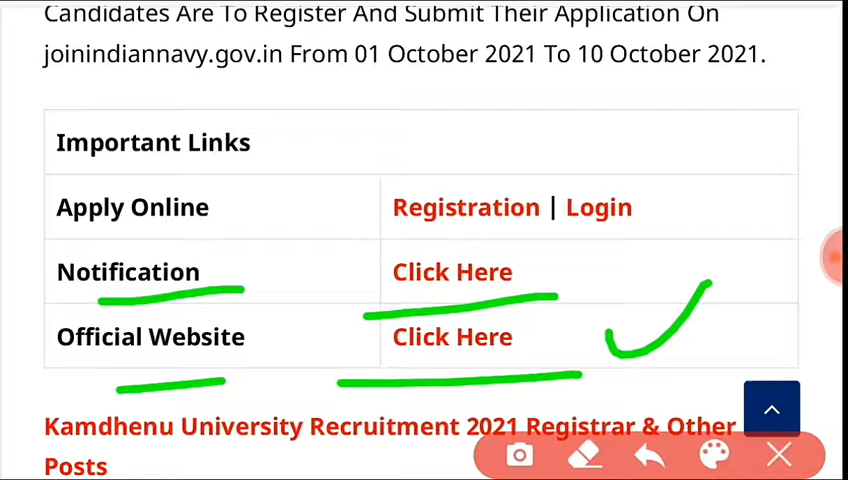 Candidates Are To Register And Submit Their Application On
joinindiannavy.gov.in From 01 October 2021 To 10 October 2021.
Important Links
Apply Online Registration | Login
Notification Click Here
Official Website Click Here
Kamdhenu University Recruitment 2021 Registrar & Other
Posts